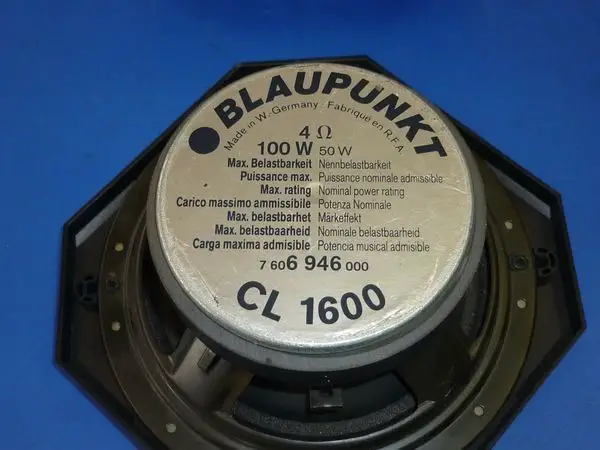 BLAUPUNKT
Made in W.-Germany Fabriqué en R.F.A.
4 Ω
100 W 50 W
Max. Belastbarkeit Nennbelastbarkeit
Puissance max. Puissance nominale admissible
Max. rating Nominal power rating
Carico massimo ammissibile Potenza Nominale
Max. belastbarhet Märkeffekt
Max. belastbaarheid Nominale belastbaarheid
Carga maxima admisible Potencia musical admisible
7 606 946 000
CL 1600